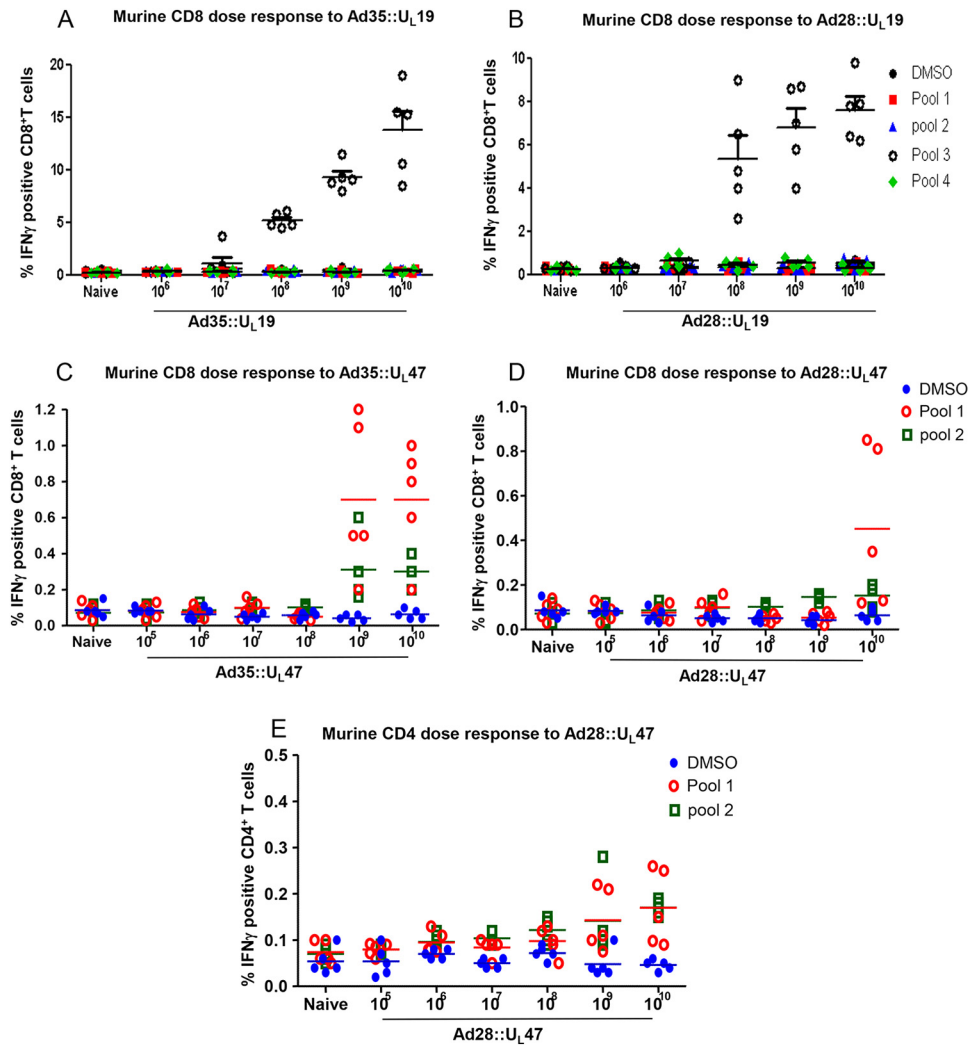 A
Murine CD8 dose response to Ad35::UL19
% IFNγ positive CD8+T cells
20
15
10
5
0
Naive 10^6 10^7 10^8 10^9 10^10
Ad35::UL19
B
Murine CD8 dose response to Ad28::UL19
% IFNγ positive CD8+T cells
10
8
6
4
2
0
Naive 10^6 10^7 10^8 10^9 10^10
Ad28::UL19
DMSO
Pool 1
pool 2
Pool 3
Pool 4
C
Murine CD8 dose response to Ad35::UL47
% IFNγ positive CD8+ T cells
1.2
1.0
0.8
0.6
0.4
0.2
0.0
Naive 10^5 10^6 10^7 10^8 10^9 10^10
Ad35::UL47
D
Murine CD8 dose response to Ad28::UL47
% IFNγ positive CD8+ T cells
1.0
0.8
0.6
0.4
0.2
0.0
Naive 10^5 10^6 10^7 10^8 10^9 10^10
Ad28::UL47
DMSO
Pool 1
pool 2
E
Murine CD4 dose response to Ad28::UL47
% IFNγ positive CD4+ T cells
0.5
0.4
0.3
0.2
0.1
0.0
Naive 10^5 10^6 10^7 10^8 10^9 10^10
Ad28::UL47
DMSO
Pool 1
pool 2